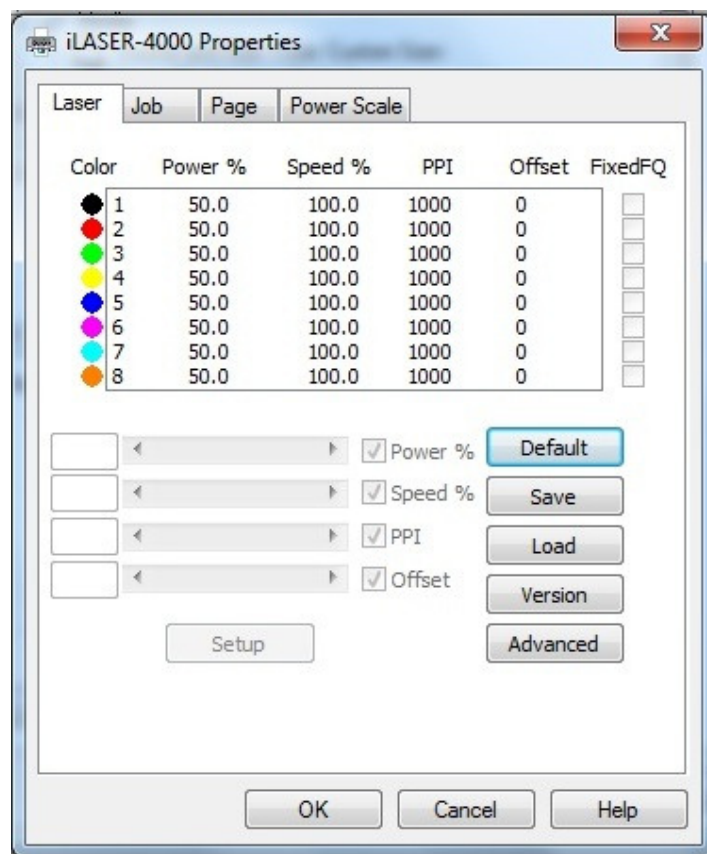 iLASER-4000 Properties
Laser Job Page Power Scale
Color Power % Speed % PPI Offset FixedFQ
1 50.0 100.0 1000 0
2 50.0 100.0 1000 0
3 50.0 100.0 1000 0
4 50.0 100.0 1000 0
5 50.0 100.0 1000 0
6 50.0 100.0 1000 0
7 50.0 100.0 1000 0
8 50.0 100.0 1000 0
Power % Default
Speed % Save
PPI Load
Offset Version
Setup Advanced
OK Cancel Help